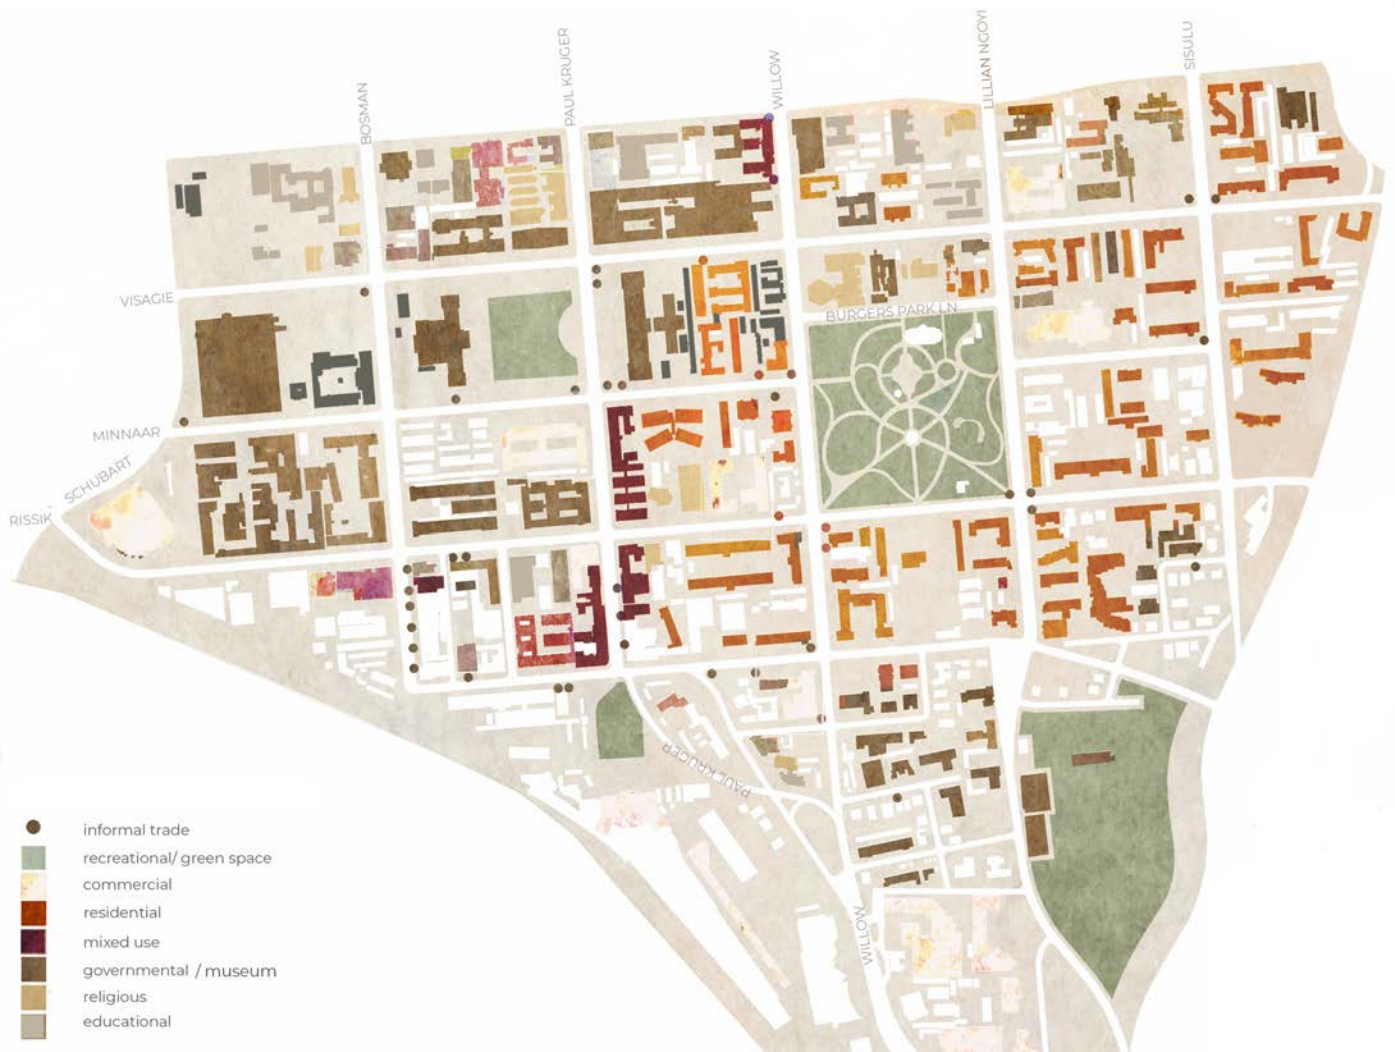 BOSMAN
PAUL KRUGER
WILLOW
LILLIAN NGOYI
SISULU
VISAGIE
BURGERS PARK LN
MINNAAR
SCHUBART
RISSIK
PAUL KRUGER
WILLOW
informal trade
recreational/ green space
commercial
residential
mixed use
governmental / museum
religious
educational